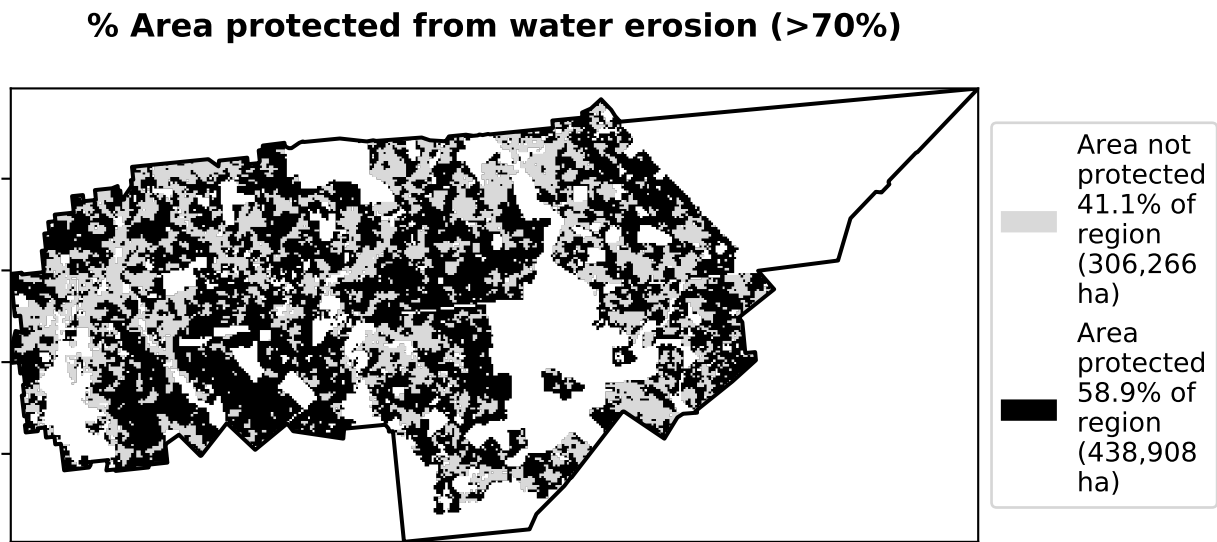 % Area protected from water erosion (>70%)
Area not
protected
41.1% of
region
(306,266
ha)
Area
protected
58.9% of
region
(438,908
ha)